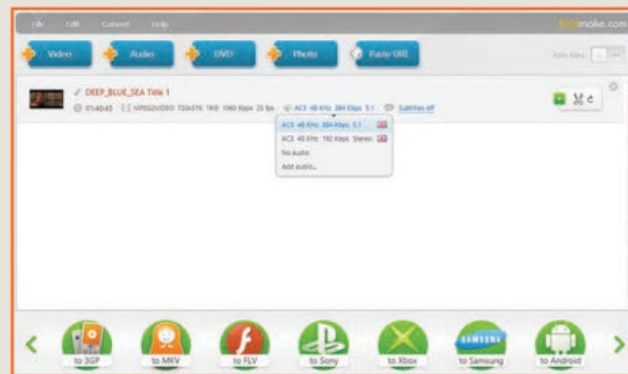 File Edit Convert Help freemake.com
Video Audio DVD Photo Paste URL Join files
DEEP_BLUE_SEA Title 1
01:40:45 MPEG2VIDEO 720x576 16:9 Kbps 25 fps AC3 48 KHz 384 Kbps 5.1 Subtitles off
AC3 48 KHz 384 Kbps 5.1
AC3 48 KHz 192 Kbps Stereo
No audio
Add audio...
SAMSUNG
to 3GP to MKV to FLV to Sony to Xbox to Samsung to Android